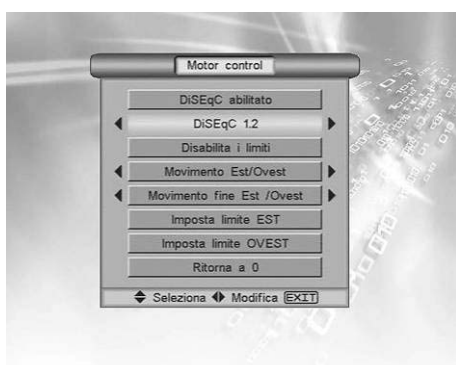 Motor control
DiSEqC abilitato
DiSEqC 1.2
Disabilita i limiti
Movimento Est/Ovest
Movimento fine Est /Ovest
Imposta limite EST
Imposta limite OVEST
Ritorna a 0
Seleziona Modifica EXIT